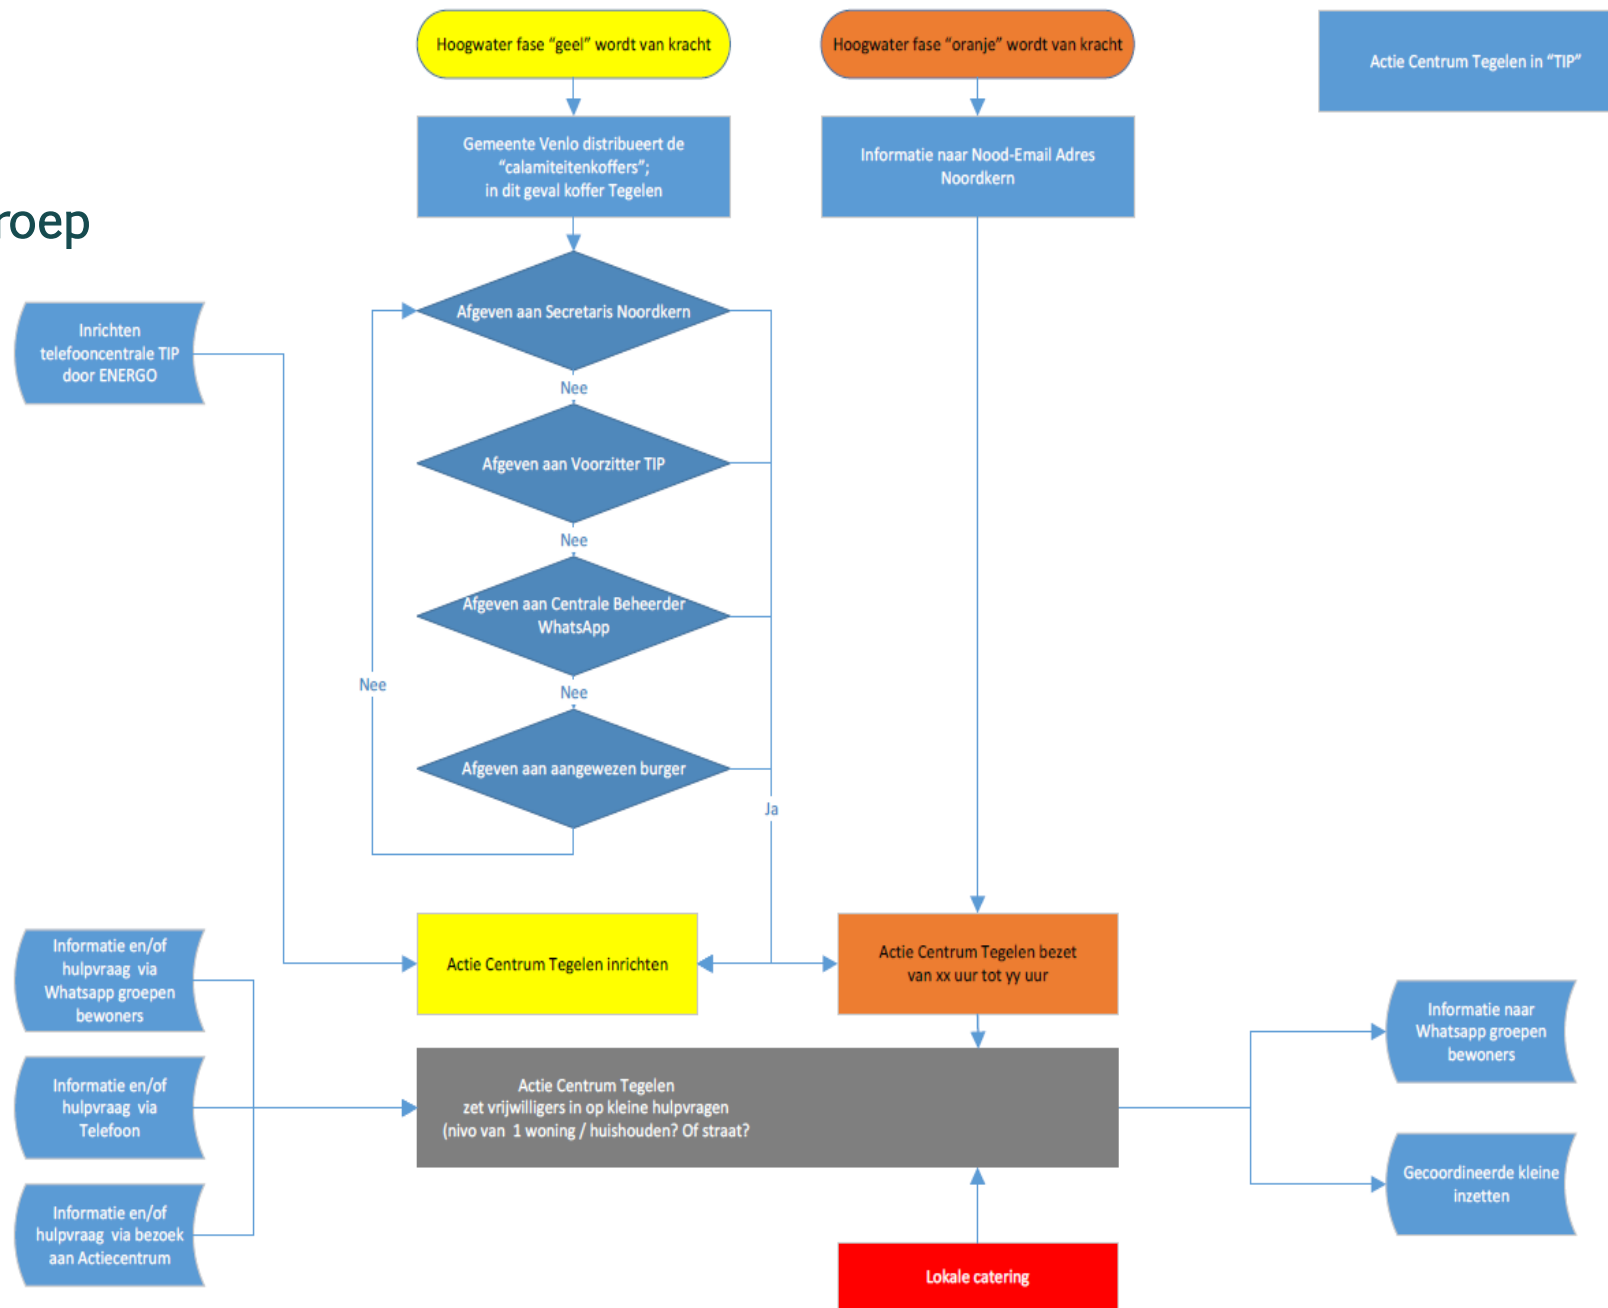 Hoogwater fase “geel” wordt van kracht
Hoogwater fase “oranje” wordt van kracht
Actie Centrum Tegelen in “TIP”
Gemeente Venlo distribueert de
“calamiteitenkoffers”;
in dit geval koffer Tegelen
Informatie naar Nood-Email Adres
Noordkern
roep
Afgeven aan Secretaris Noordkern
Inrichten
telefooncentrale TIP
door ENERGO
Nee
Afgeven aan Voorzitter TIP
Nee
Afgeven aan Centrale Beheerder
WhatsApp
Nee
Nee
Afgeven aan aangewezen burger
Ja
Actie Centrum Tegelen inrichten
Actie Centrum Tegelen bezet
van xx uur tot yy uur
Informatie en/of
hulpvraag  via
Whatsapp groepen
bewoners
Informatie naar
Whatsapp groepen
bewoners
Informatie en/of
hulpvraag  via
Telefoon
Actie Centrum Tegelen
zet vrijwilligers in op kleine hulpvragen
(nivo van  1 woning / huishouden? Of straat?
Gecoordineerde kleine
inzetten
Informatie en/of
hulpvraag  via bezoek
aan Actiecentrum
Lokale catering